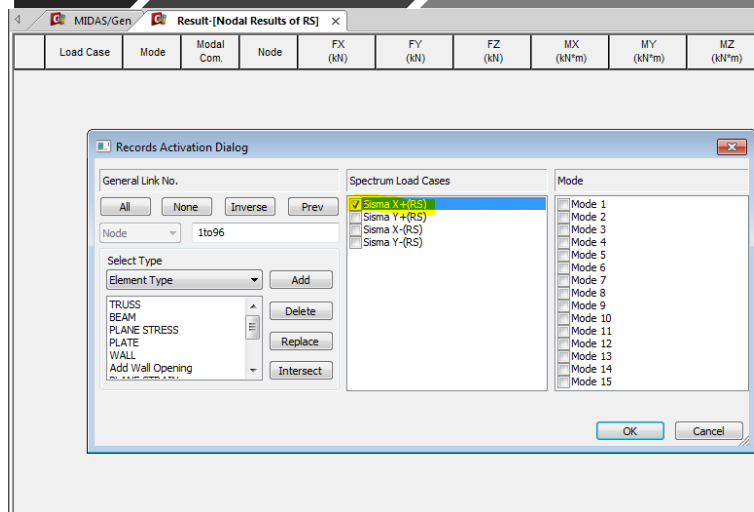 MIDAS/Gen
Result-[Nodal Results of RS] ×
Load Case Mode Modal Com. Node FX (kN) FY (kN) FZ (kN) MX (kN*m) MY (kN*m) MZ (kN*m)
Records Activation Dialog
General Link No.
All None Inverse Prev
Node 1to96
Select Type
Element Type Add
TRUSS
BEAM
PLANE STRESS
PLATE
WALL
Add Wall Opening
PLANE STRAIN
Delete
Replace
Intersect
Spectrum Load Cases
Sisma X+(RS)
Sisma Y+(RS)
Sisma X-(RS)
Sisma Y-(RS)
Mode
Mode 1
Mode 2
Mode 3
Mode 4
Mode 5
Mode 6
Mode 7
Mode 8
Mode 9
Mode 10
Mode 11
Mode 12
Mode 13
Mode 14
Mode 15
OK Cancel